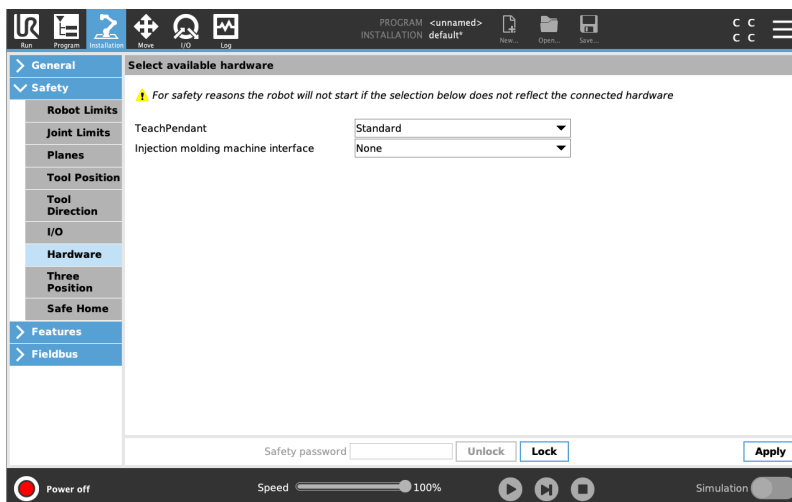 UR
PROGRAM <unnamed>
INSTALLATION default*
Run Program Installation Move I/O Log New... Open... Save...
C C
C C
General
Safety
Robot Limits
Joint Limits
Planes
Tool Position
Tool
Direction
I/O
Hardware
Three
Position
Safe Home
Features
Fieldbus
Select available hardware
For safety reasons the robot will not start if the selection below does not reflect the connected hardware
TeachPendant Standard
Injection molding machine interface None
Safety password Unlock Lock Apply
Power off Speed 100% Simulation